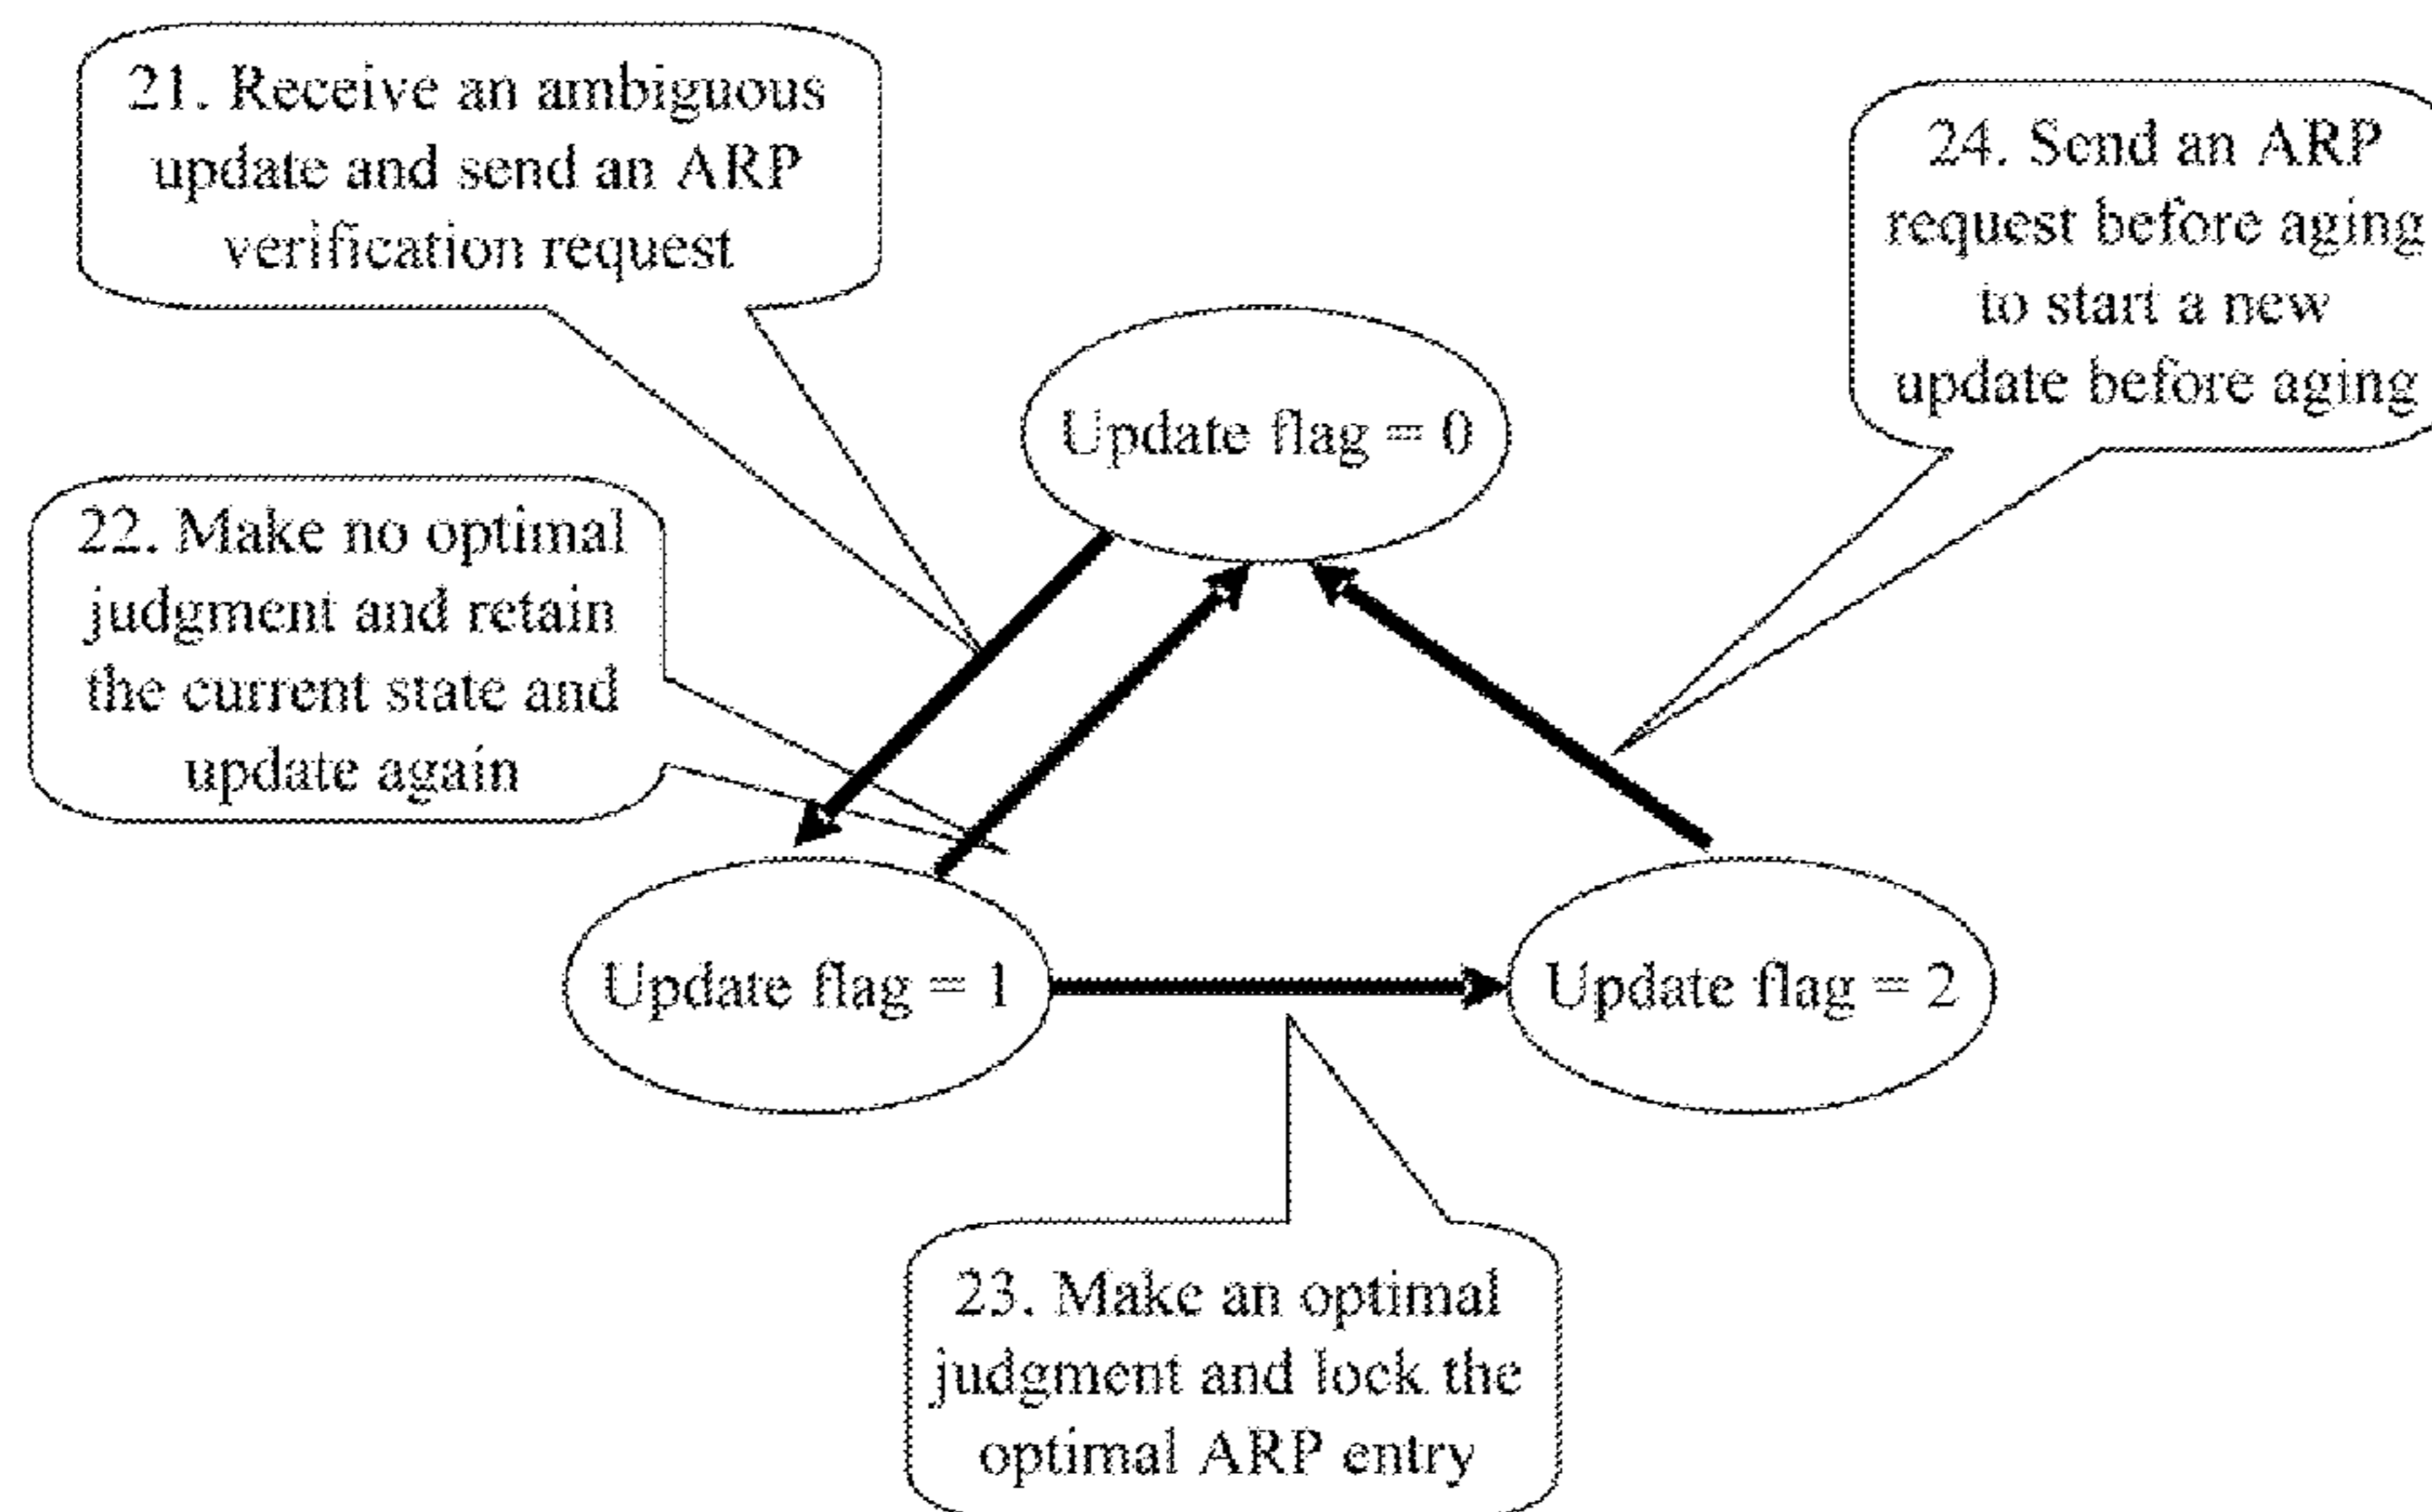 21. Receive an ambiguous
update and send an ARP
verification request
24. Send an ARP
request before aging
to start a new
update before aging
Update flag = 0
22. Make no optimal
judgment and retain
the current state and
update again
Update flag = 1
Update flag = 2
23. Make an optimal
judgment and lock the
optimal ARP entry